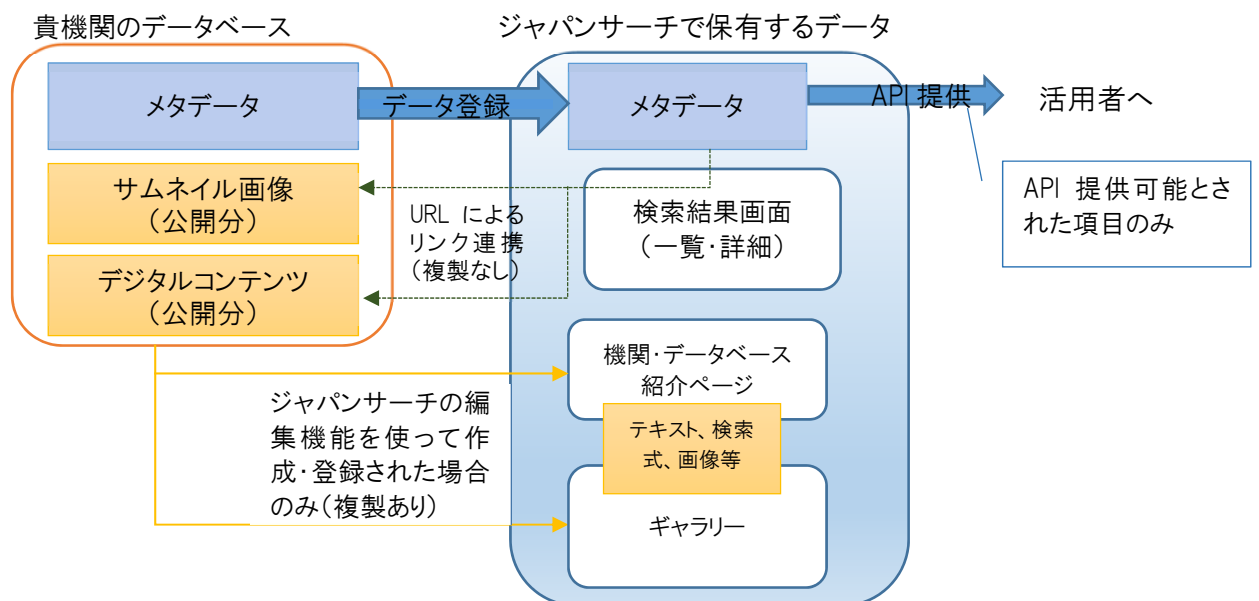 貴機関のデータベース
ジャパンサーチで保有するデータ
メタデータ
データ登録
メタデータ
API 提供
活用者へ
サムネイル画像
（公開分）
デジタルコンテンツ
（公開分）
URL による
リンク連携
（複製なし）
検索結果画面
（一覧・詳細）
API 提供可能とさ
れた項目のみ
機関・データベース
紹介ページ
テキスト、検索
式、画像等
ギャラリー
ジャパンサーチの編
集機能を使って作
成・登録された場合
のみ（複製あり）